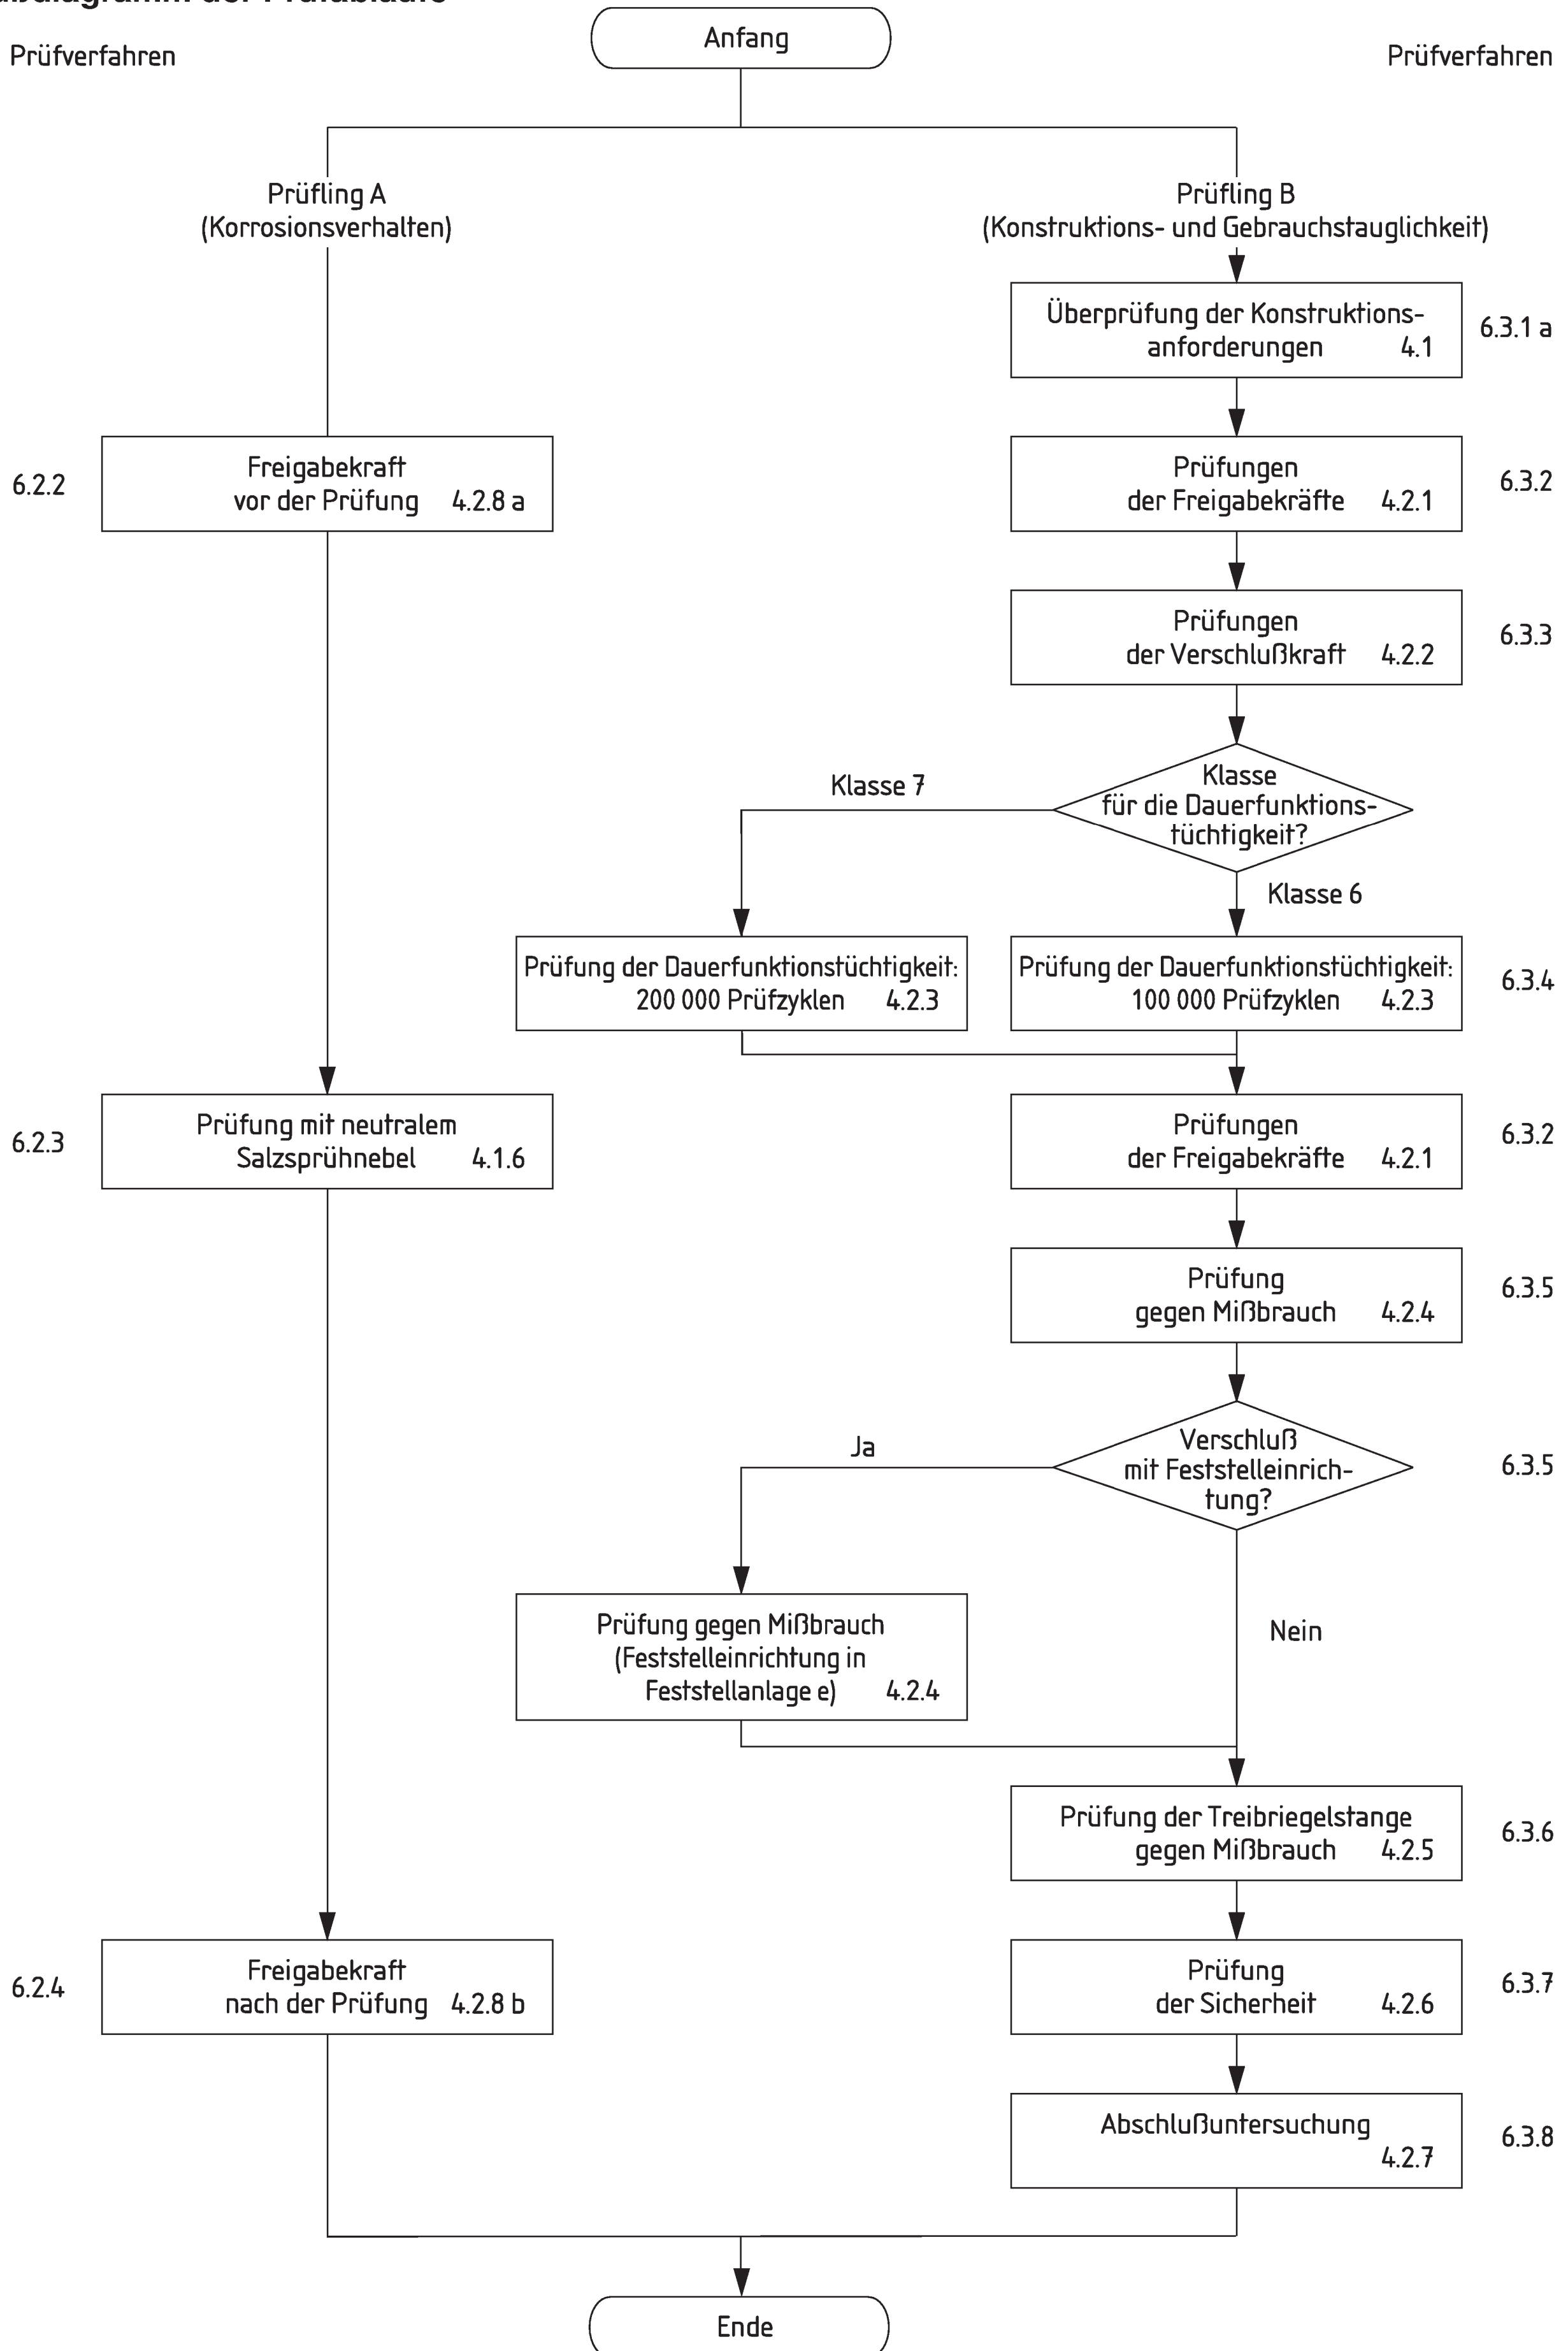 Prüfverfahren
Anfang
Prüfverfahren
Prüfling A
(Korrosionsverhalten)
Prüfling B
(Konstruktions- und Gebrauchstauglichkeit)
Überprüfung der Konstruktions-
anforderungen 4.1
6.3.1 a
6.2.2
Freigabekraft
vor der Prüfung 4.2.8 a
Prüfungen
der Freigabekräfte 4.2.1
6.3.2
Prüfungen
der Verschlußkraft 4.2.2
6.3.3
Klasse
für die Dauerfunktions-
tüchtigkeit?
Klasse 7
Klasse 6
Prüfung der Dauerfunktionstüchtigkeit:
200 000 Prüfzyklen 4.2.3
Prüfung der Dauerfunktionstüchtigkeit:
100 000 Prüfzyklen 4.2.3
6.3.4
6.2.3
Prüfung mit neutralem
Salzsprühnebel 4.1.6
Prüfungen
der Freigabekräfte 4.2.1
6.3.2
Prüfung
gegen Mißbrauch 4.2.4
6.3.5
Ja
Verschluß
mit Feststelleinrich-
tung?
6.3.5
Prüfung gegen Mißbrauch
(Feststelleinrichtung in
Feststellanlage e) 4.2.4
Nein
Prüfung der Treibriegelstange
gegen Mißbrauch 4.2.5
6.3.6
6.2.4
Freigabekraft
nach der Prüfung 4.2.8 b
Prüfung
der Sicherheit 4.2.6
6.3.7
Abschlußuntersuchung
4.2.7
6.3.8
Ende